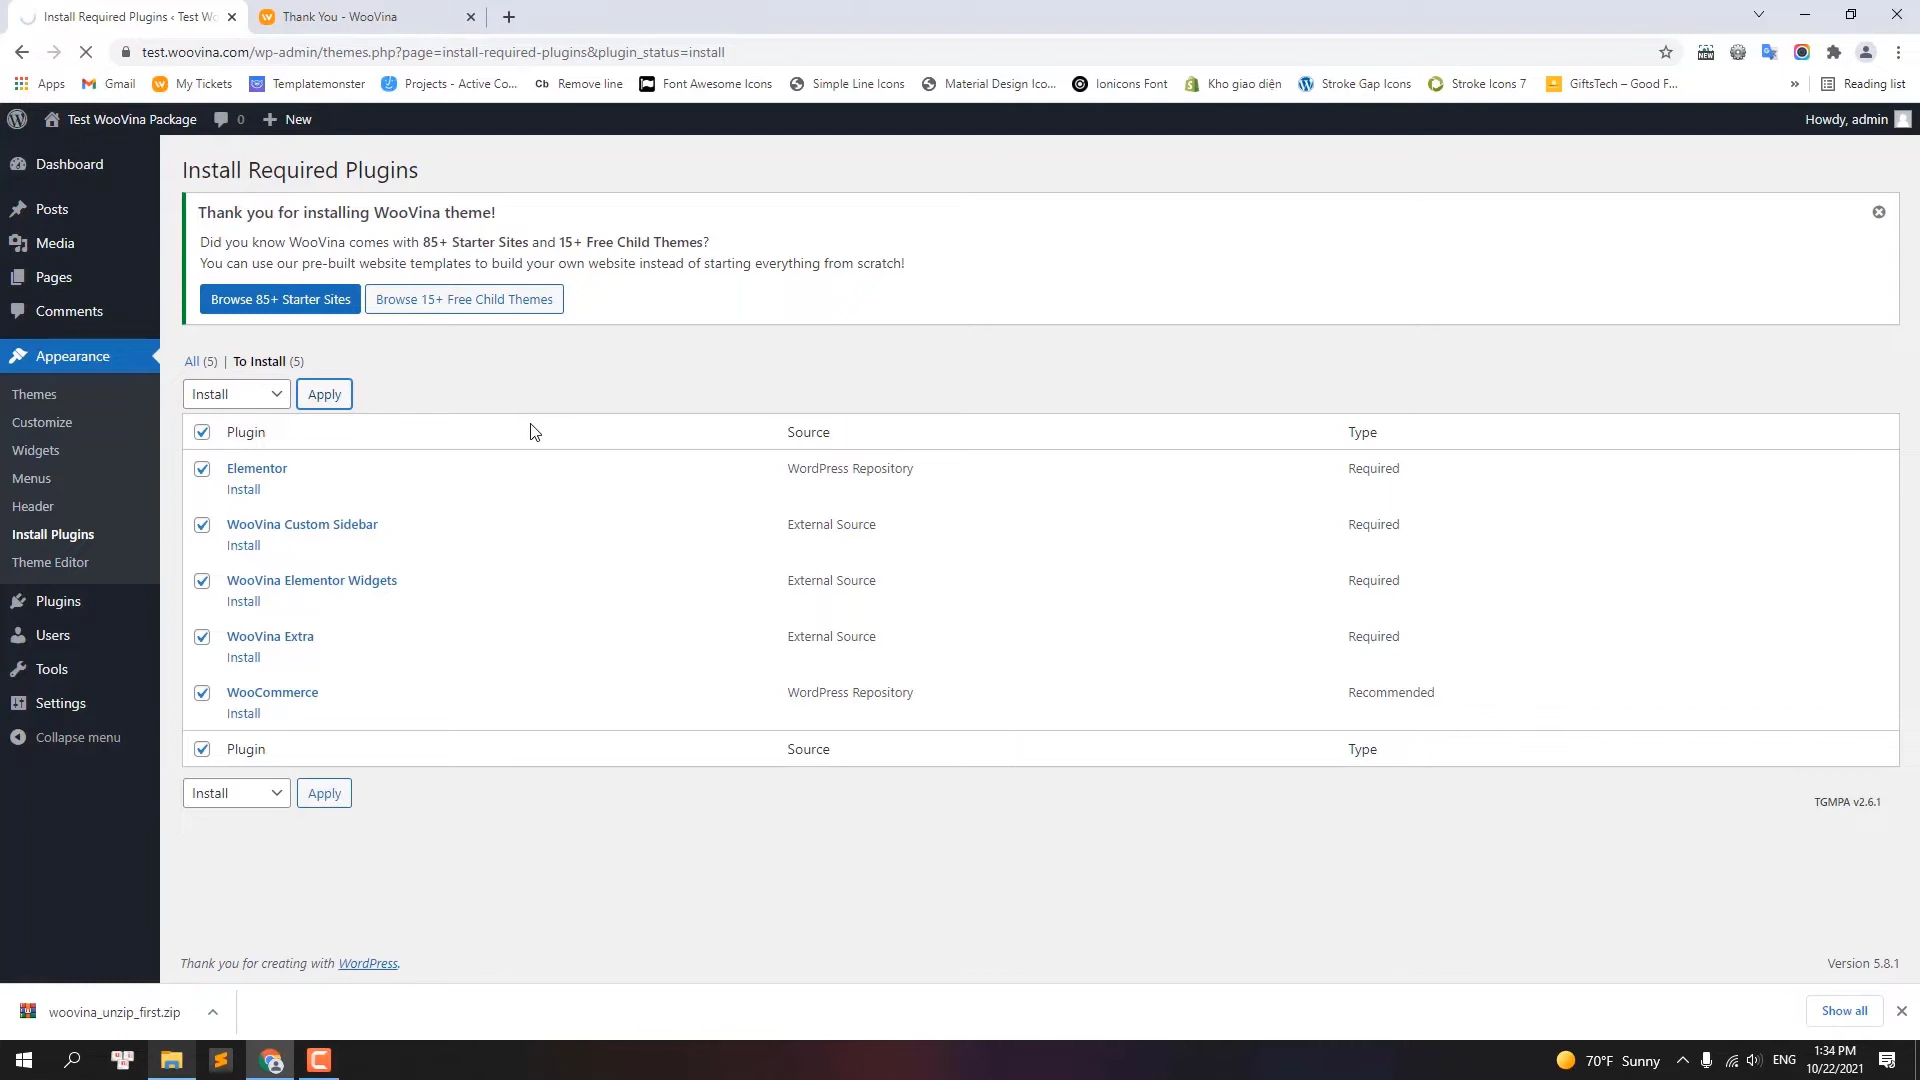 Install Required Plugins ‹ Test Wo
Thank You - WooVina
test.woovina.com/wp-admin/themes.php?page=install-required-plugins&plugin_status=install
NEW
Apps
Gmail
My Tickets
Templatemonster
Projects - Active Co...
Cb Remove line
Font Awesome Icons
Simple Line Icons
Material Design Ico...
Ionicons Font
Kho giao diện
Stroke Gap Icons
Stroke Icons 7
GiftsTech – Good F...
»
Reading list
Test WooVina Package
0
New
Howdy, admin
Dashboard
Posts
Media
Pages
Comments
Appearance
Themes
Customize
Widgets
Menus
Header
Install Plugins
Theme Editor
Plugins
Users
Tools
Settings
Collapse menu
Install Required Plugins
Thank you for installing WooVina theme!
Did you know WooVina comes with 85+ Starter Sites and 15+ Free Child Themes?
You can use our pre-built website templates to build your own website instead of starting everything from scratch!
Browse 85+ Starter Sites
Browse 15+ Free Child Themes
All (5) | To Install (5)
Install
Apply
Plugin Source Type
Elementor WordPress Repository Required
Install
WooVina Custom Sidebar External Source Required
Install
WooVina Elementor Widgets External Source Required
Install
WooVina Extra External Source Required
Install
WooCommerce WordPress Repository Recommended
Install
Plugin Source Type
Install
Apply
TGMPA v2.6.1
Thank you for creating with WordPress.
Version 5.8.1
woovina_unzip_first.zip
Show all
70°F Sunny
ENG
1:34 PM
10/22/2021